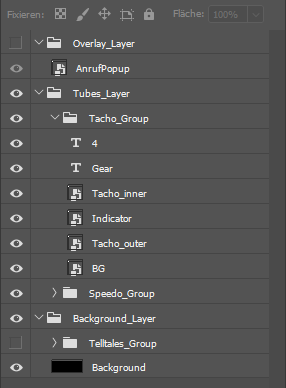 Fixieren: Fläche: 100%
Overlay_Layer
AnrufPopup
Tubes_Layer
Tacho_Group
4
Gear
Tacho_inner
Indicator
Tacho_outer
BG
Speedo_Group
Background_Layer
Telltales_Group
Background